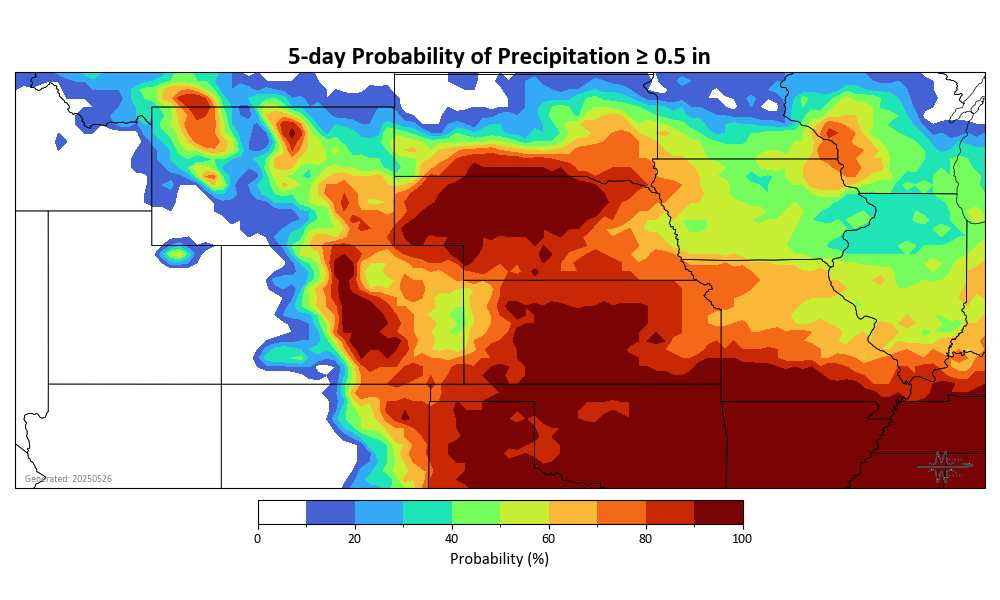 5-day Probability of Precipitation ≥ 0.5 in
Generated: 20250526
0 20 40 60 80 100
Probability (%)